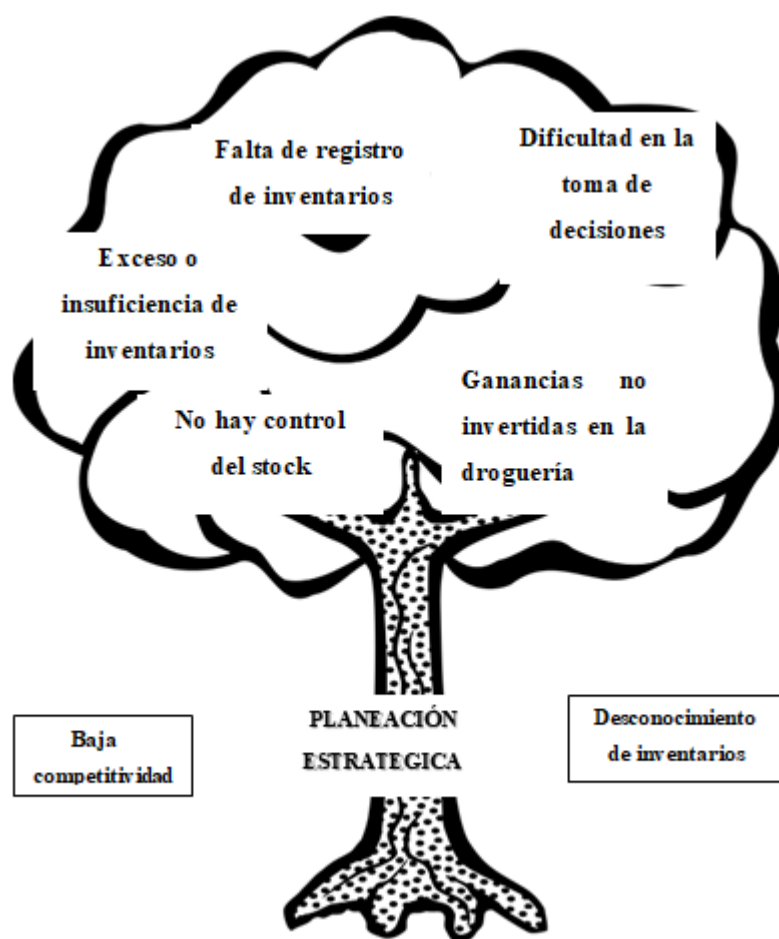 Falta de registro
de inventarios
Dificultad en la
toma de
decisiones
Exceso o
insuficiencia de
inventarios
No hay control
del stock
Ganancias no
invertidas en la
droguería
Baja
competitividad
PLANEACIÓN
ESTRATEGICA
Desconocimiento
de inventarios